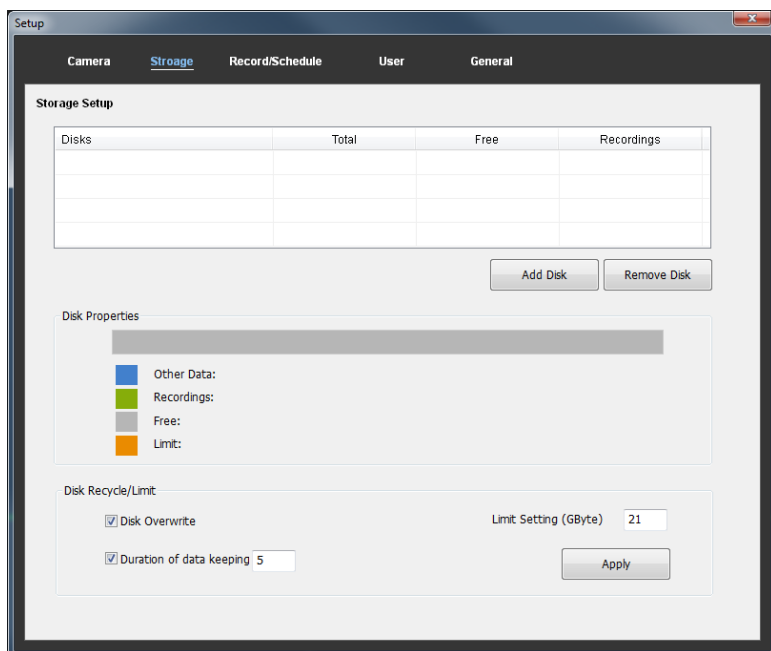 Setup
Camera Stroage Record/Schedule User General
Storage Setup
Disks Total Free Recordings
Add Disk Remove Disk
Disk Properties
Other Data:
Recordings:
Free:
Limit:
Disk Recycle/Limit
Disk Overwrite Limit Setting (GByte) 21
Duration of data keeping 5 Apply